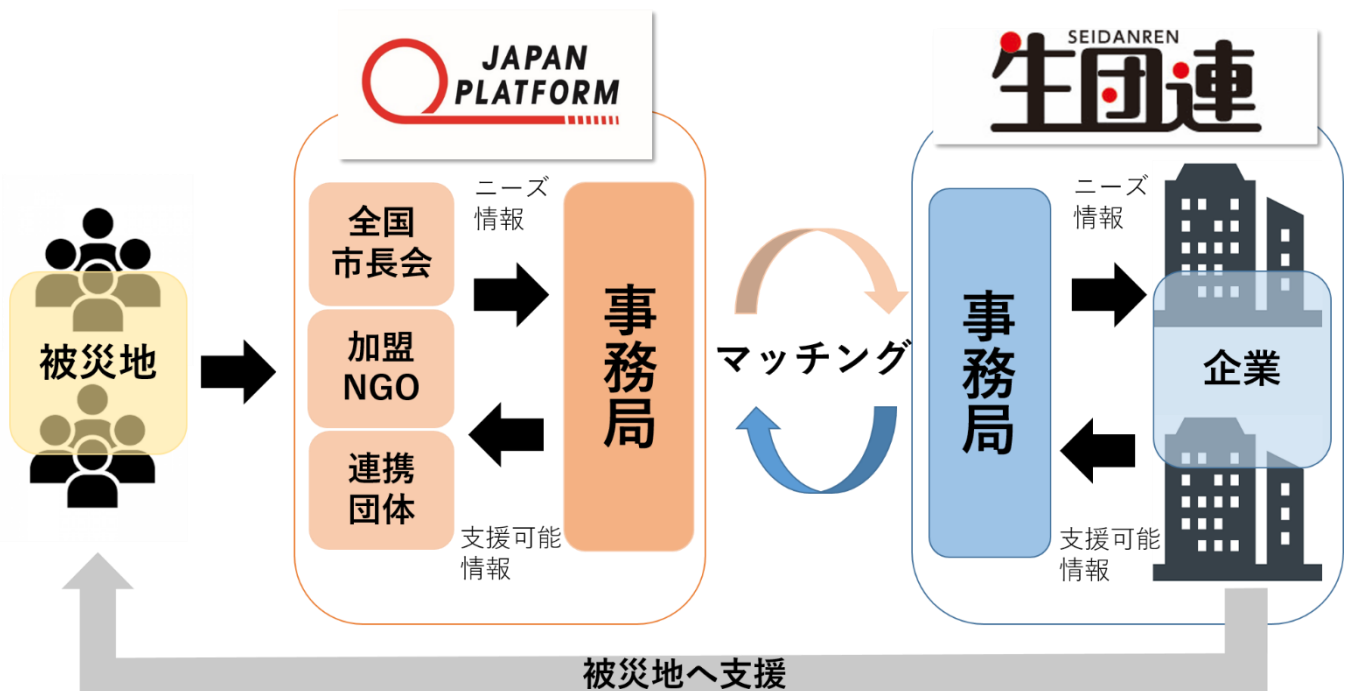 JAPAN
PLATFORM
SEIDANREN
生団連
被災地
全国
市長会
加盟
NGO
連携
団体
ニーズ
情報
支援可能
情報
事務局
マッチング
事務局
ニーズ
情報
支援可能
情報
企業
被災地へ支援